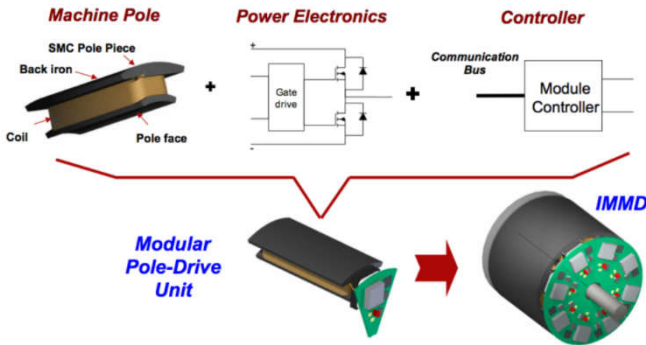 Machine Pole
Power Electronics
Controller
SMC Pole Piece
Back iron
Coil
Pole face
+
+
Gate
drive
-
+
Communication
Bus
Module
Controller
Modular
Pole-Drive
Unit
IMMD